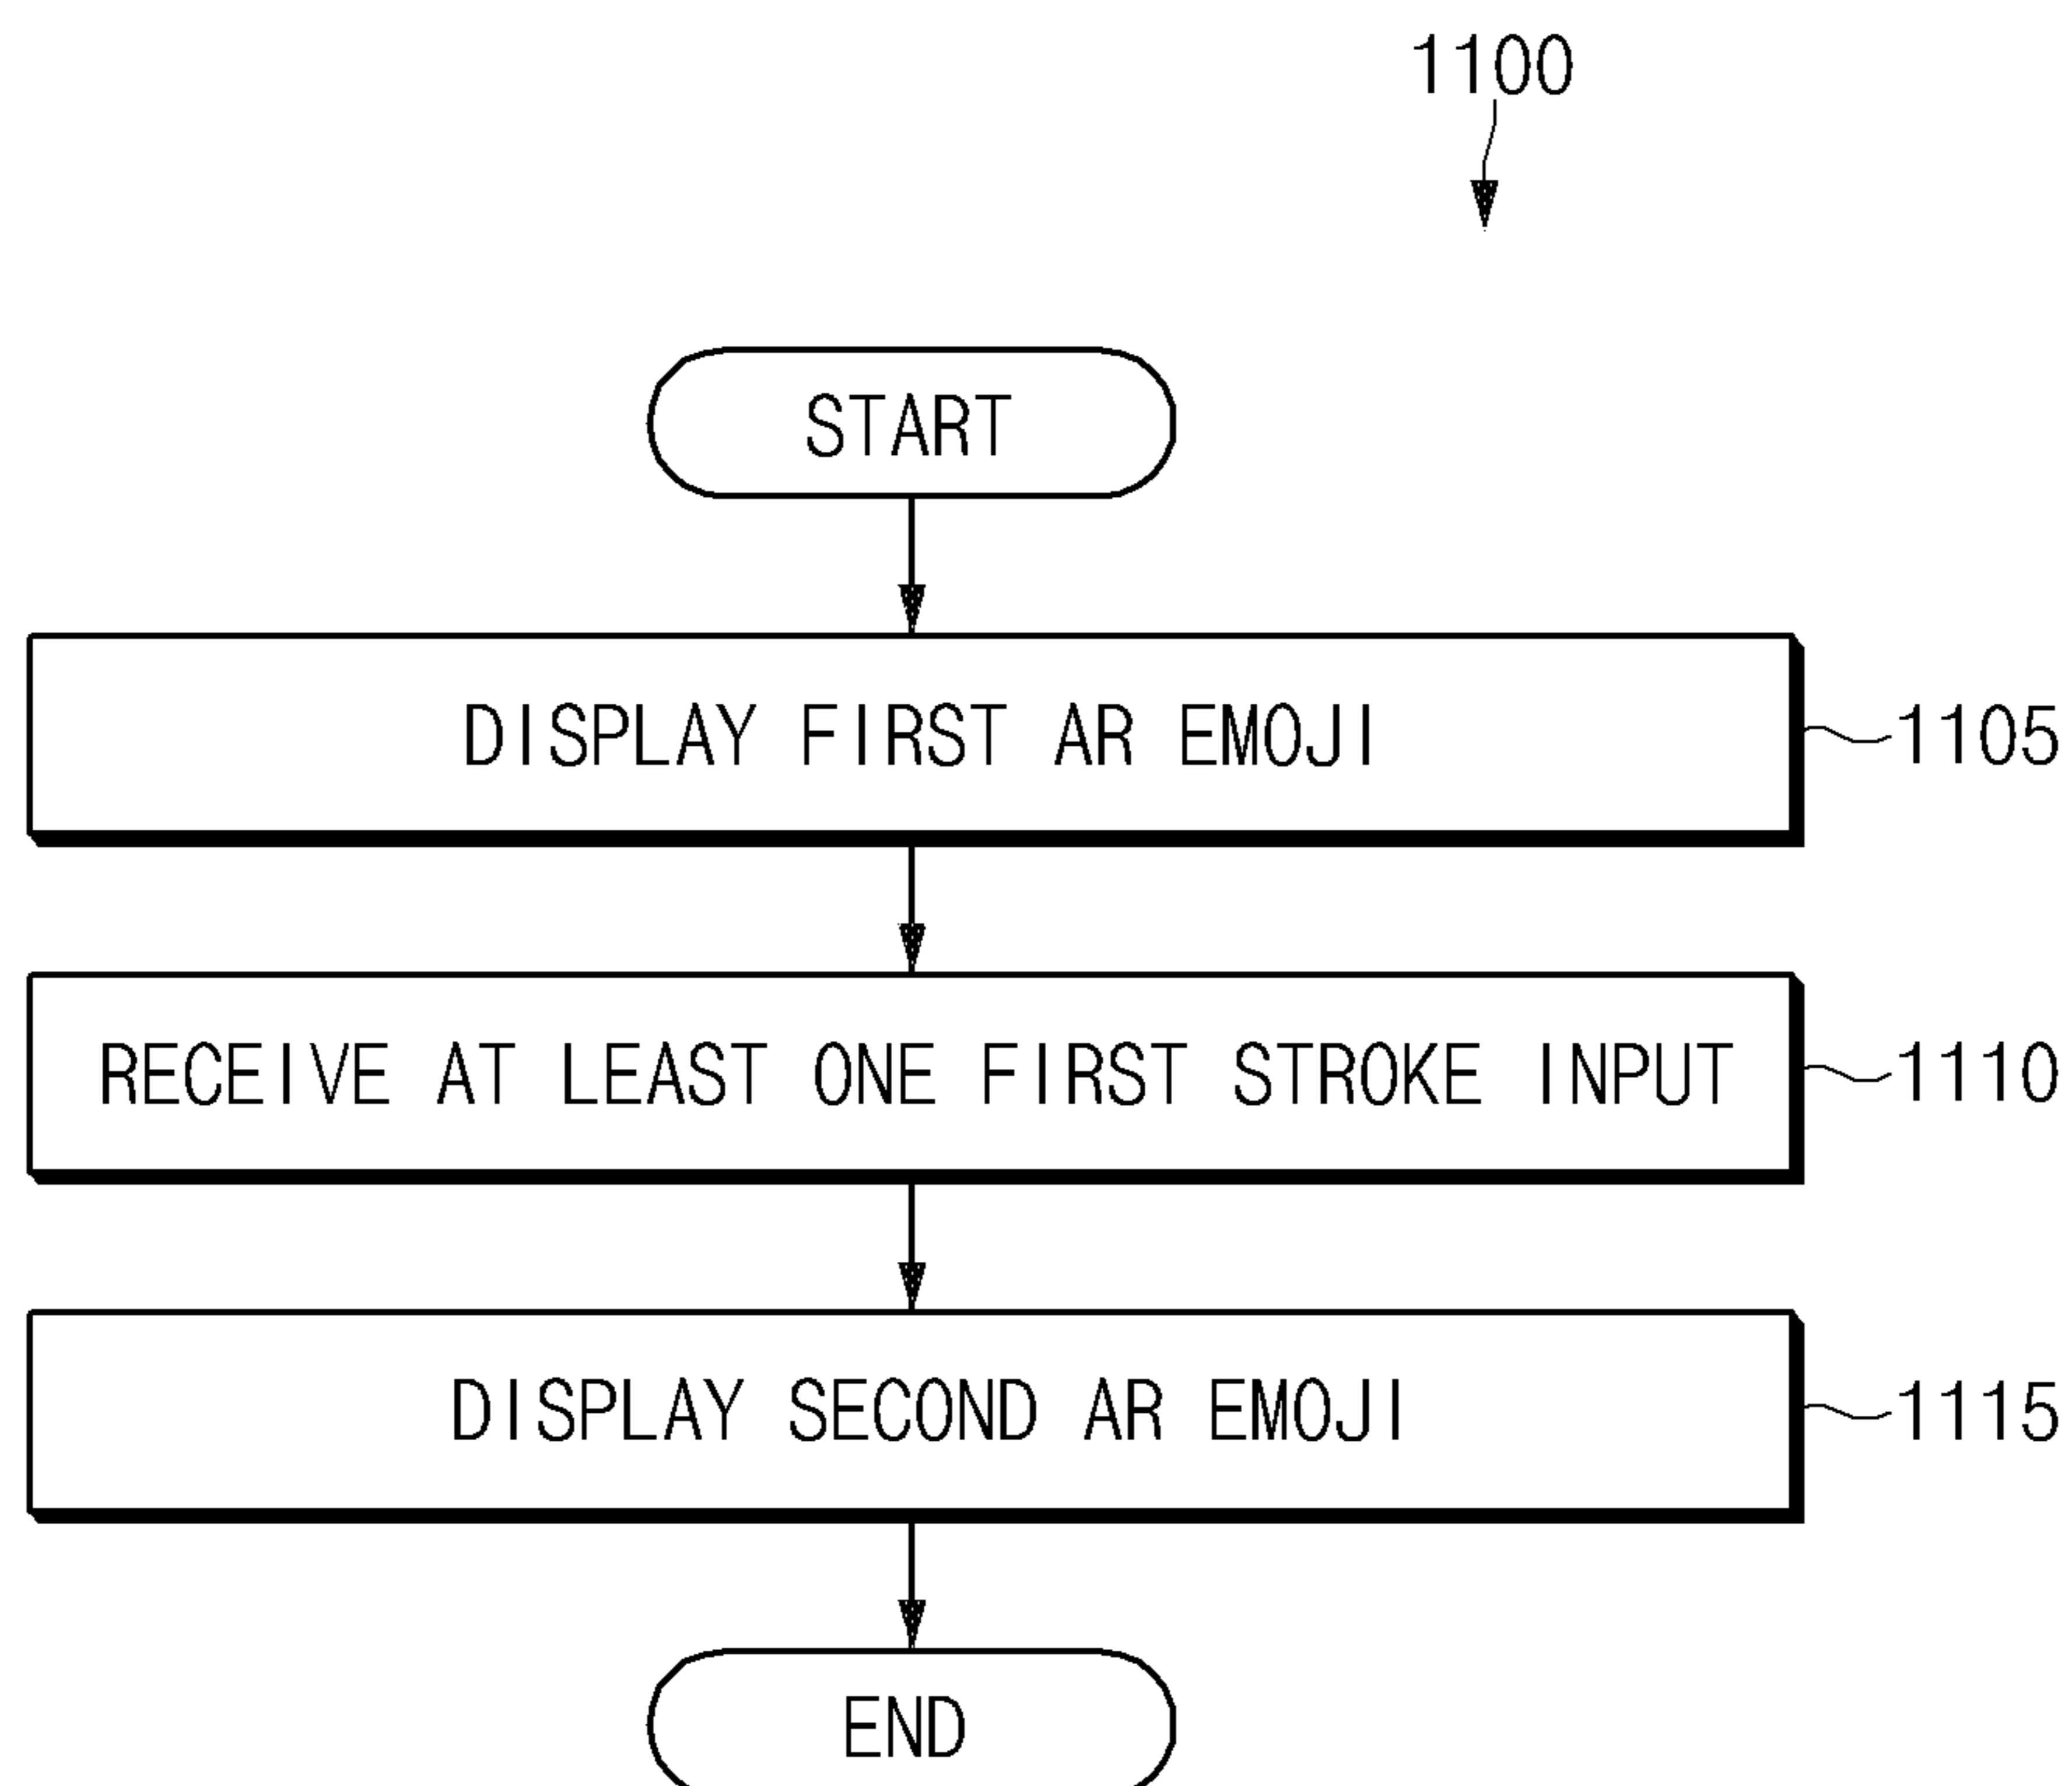 1100
START
DISPLAY FIRST AR EMOJI
1105
RECEIVE AT LEAST ONE FIRST STROKE INPUT
1110
DISPLAY SECOND AR EMOJI
1115
END